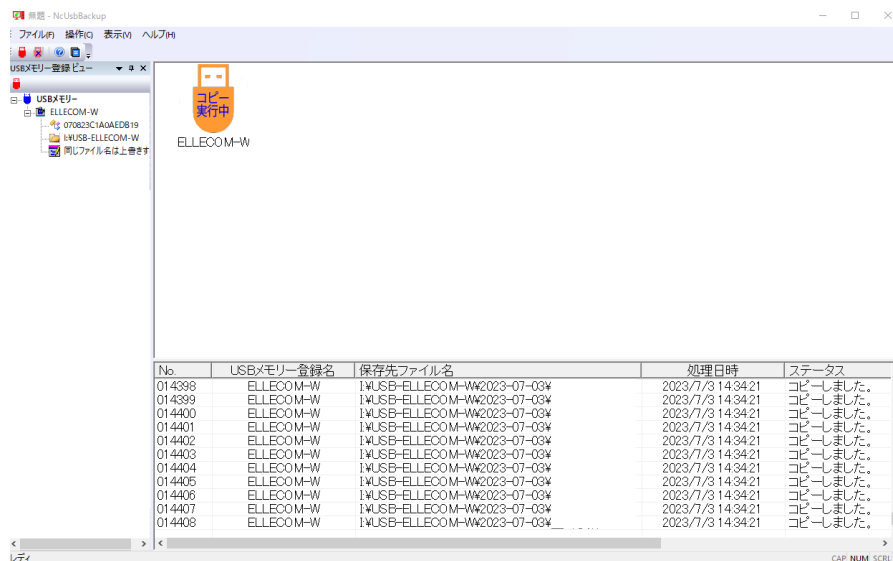 無題 - NcUsbBackup
ファイル(F) 操作(C) 表示(V) ヘルプ(H)
USBメモリー登録ビュー
USBメモリー
ELLECOM-W
070823C1A0AEDB19
I:¥USB-ELLECOM-W
同じファイル名は上書きす
コピー
実行中
ELLECOM-W
No. USBメモリー登録名 保存先ファイル名 処理日時 ステータス
014398 ELLECOM-W I:¥USB-ELLECOM-W¥2023-07-03¥ 2023/7/3 14:34:21 コピーしました。
014399 ELLECOM-W I:¥USB-ELLECOM-W¥2023-07-03¥ 2023/7/3 14:34:21 コピーしました。
014400 ELLECOM-W I:¥USB-ELLECOM-W¥2023-07-03¥ 2023/7/3 14:34:21 コピーしました。
014401 ELLECOM-W I:¥USB-ELLECOM-W¥2023-07-03¥ 2023/7/3 14:34:21 コピーしました。
014402 ELLECOM-W I:¥USB-ELLECOM-W¥2023-07-03¥ 2023/7/3 14:34:21 コピーしました。
014403 ELLECOM-W I:¥USB-ELLECOM-W¥2023-07-03¥ 2023/7/3 14:34:21 コピーしました。
014404 ELLECOM-W I:¥USB-ELLECOM-W¥2023-07-03¥ 2023/7/3 14:34:21 コピーしました。
014405 ELLECOM-W I:¥USB-ELLECOM-W¥2023-07-03¥ 2023/7/3 14:34:21 コピーしました。
014406 ELLECOM-W I:¥USB-ELLECOM-W¥2023-07-03¥ 2023/7/3 14:34:21 コピーしました。
014407 ELLECOM-W I:¥USB-ELLECOM-W¥2023-07-03¥ 2023/7/3 14:34:21 コピーしました。
014408 ELLECOM-W I:¥USB-ELLECOM-W¥2023-07-03¥ 2023/7/3 14:34:21 コピーしました。
レディ CAP NUM SCRL